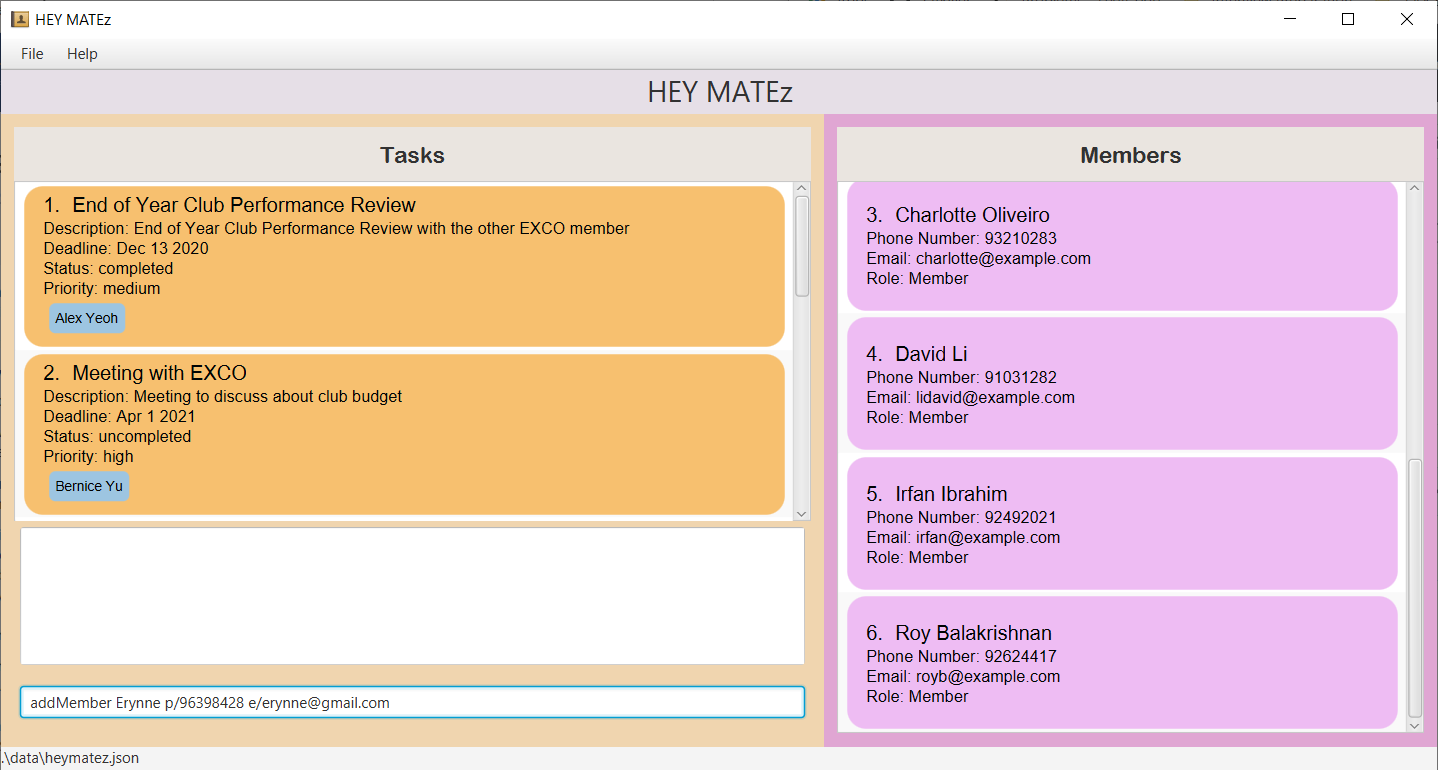 HEY MATEz
File Help
HEY MATEz
Tasks
1. End of Year Club Performance Review
Description: End of Year Club Performance Review with the other EXCO member
Deadline: Dec 13 2020
Status: completed
Priority: medium
Alex Yeoh
2. Meeting with EXCO
Description: Meeting to discuss about club budget
Deadline: Apr 1 2021
Status: uncompleted
Priority: high
Bernice Yu
addMember Erynne p/96398428 e/erynne@gmail.com
Members
3. Charlotte Oliveiro
Phone Number: 93210283
Email: charlotte@example.com
Role: Member
4. David Li
Phone Number: 91031282
Email: lidavid@example.com
Role: Member
5. Irfan Ibrahim
Phone Number: 92492021
Email: irfan@example.com
Role: Member
6. Roy Balakrishnan
Phone Number: 92624417
Email: royb@example.com
Role: Member
.\data\heymatez.json